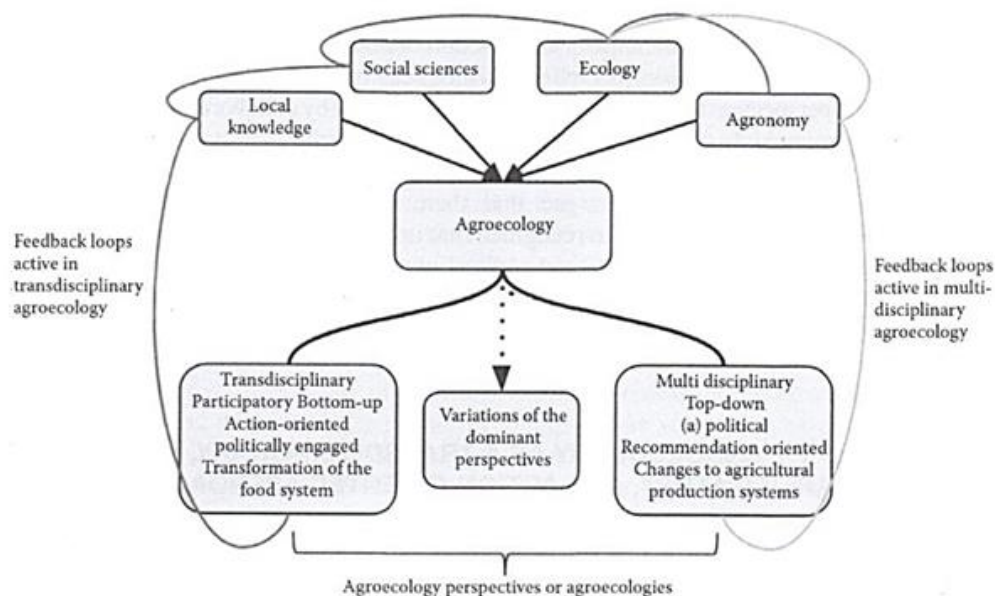 Social sciences
Ecology
Local
knowledge
Agronomy
Agroecology
Feedback loops
active in
transdisciplinary
agroecology
Feedback loops
active in multi-
disciplinary
agroecology
Transdisciplinary
Participatory Bottom-up
Action-oriented
politically engaged
Transformation of the
food system
Variations of the
dominant
perspectives
Multi disciplinary
Top-down
(a) political
Recommendation oriented
Changes to agricultural
production systems
Agroecology perspectives or agroecologies